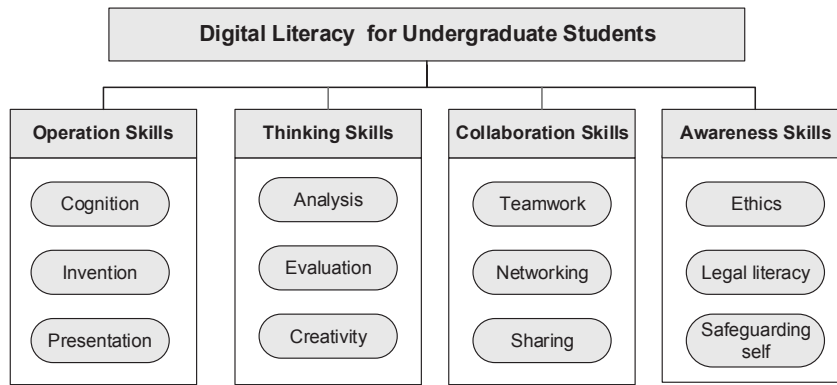 Digital Literacy for Undergraduate Students
Operation Skills
Cognition
Invention
Presentation
Thinking Skills
Analysis
Evaluation
Creativity
Collaboration Skills
Teamwork
Networking
Sharing
Awareness Skills
Ethics
Legal literacy
Safeguarding
self